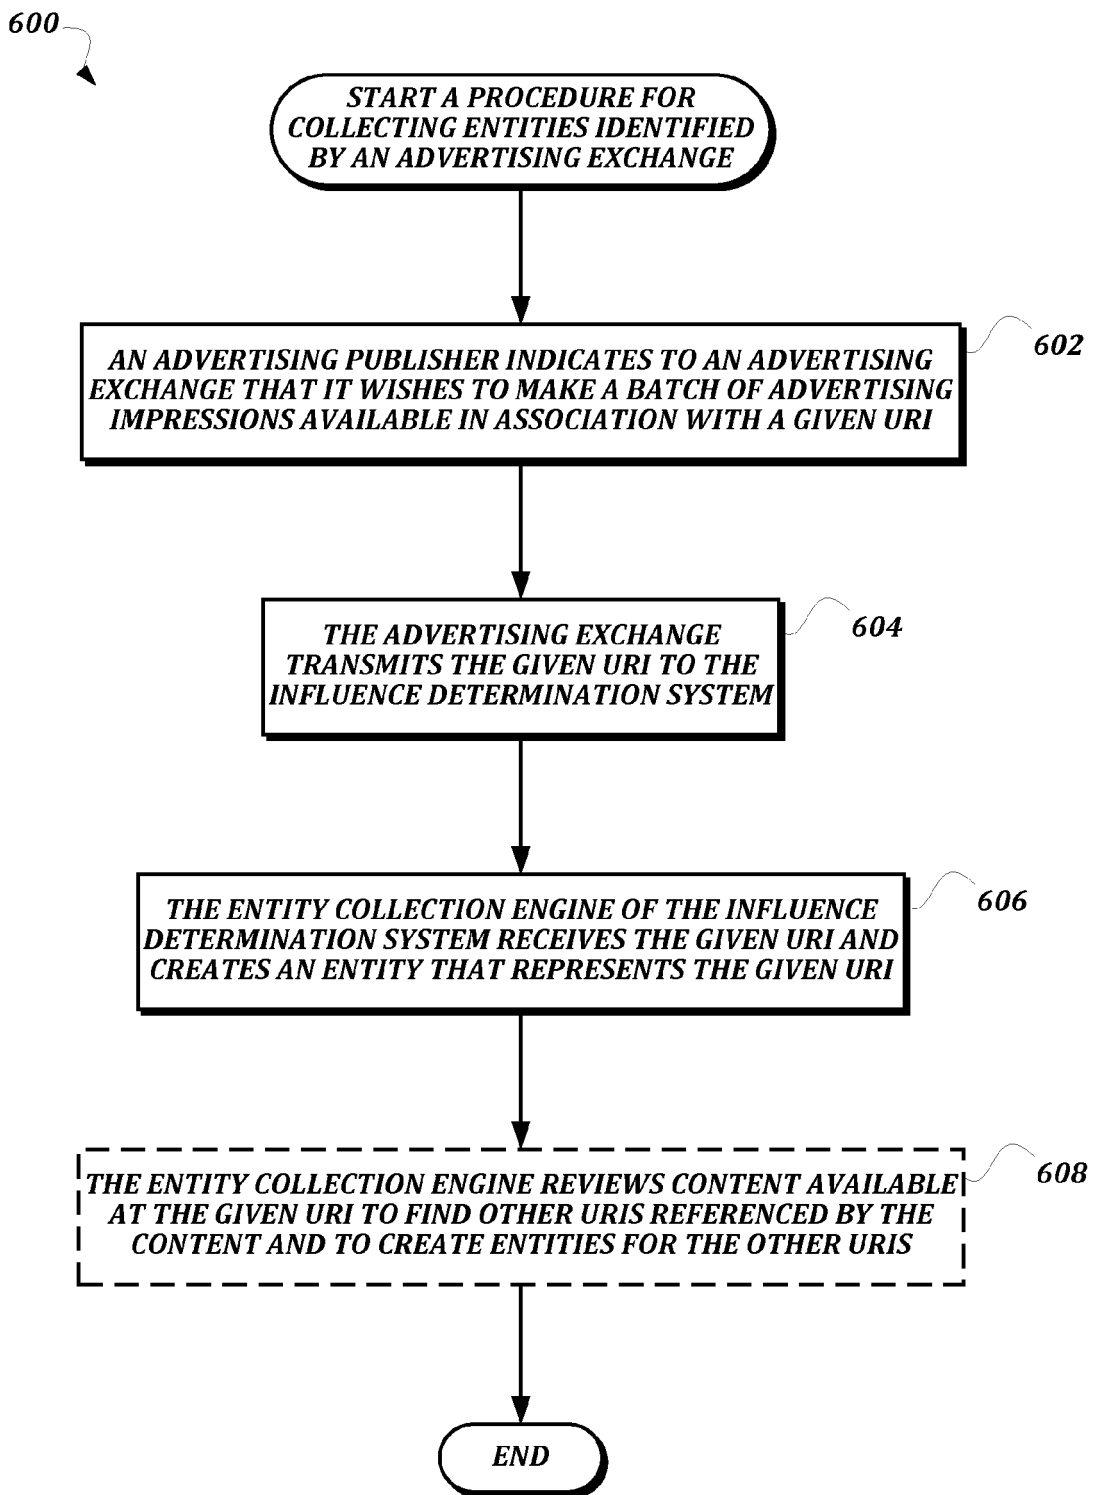 600
START A PROCEDURE FOR
COLLECTING ENTITIES IDENTIFIED
BY AN ADVERTISING EXCHANGE
AN ADVERTISING PUBLISHER INDICATES TO AN ADVERTISING
EXCHANGE THAT IT WISHES TO MAKE A BATCH OF ADVERTISING
IMPRESSIONS AVAILABLE IN ASSOCIATION WITH A GIVEN URI
602
THE ADVERTISING EXCHANGE
TRANSMITS THE GIVEN URI TO THE
INFLUENCE DETERMINATION SYSTEM
604
THE ENTITY COLLECTION ENGINE OF THE INFLUENCE
DETERMINATION SYSTEM RECEIVES THE GIVEN URI AND
CREATES AN ENTITY THAT REPRESENTS THE GIVEN URI
606
THE ENTITY COLLECTION ENGINE REVIEWS CONTENT AVAILABLE
AT THE GIVEN URI TO FIND OTHER URIS REFERENCED BY THE
CONTENT AND TO CREATE ENTITIES FOR THE OTHER URIS
608
END